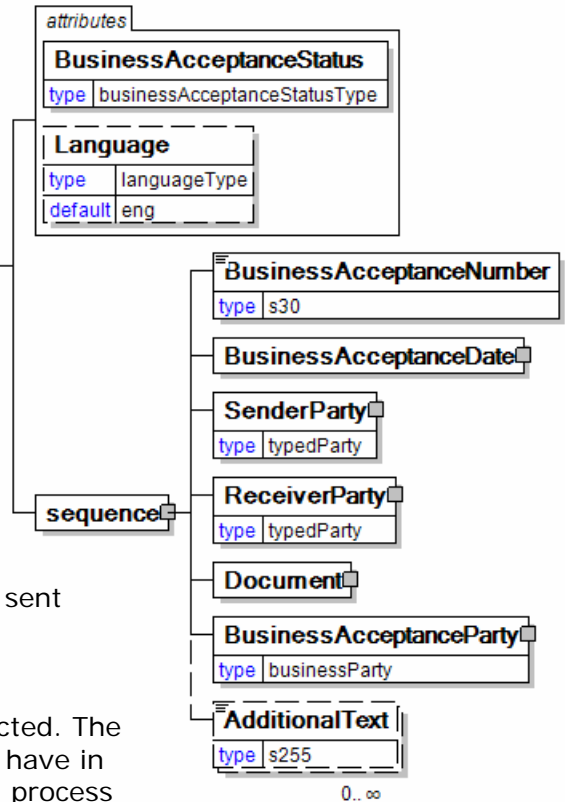 attributes
BusinessAcceptanceStatus
type businessAcceptanceStatusType
Language
type languageType
default eng
BusinessAcceptanceNumber
type s30
BusinessAcceptanceDate
SenderParty
type typedParty
ReceiverParty
type typedParty
sequence
Document
sent
BusinessAcceptanceParty
type businessParty
AdditionalText
type s255
cted. The
have in
process
0..∞